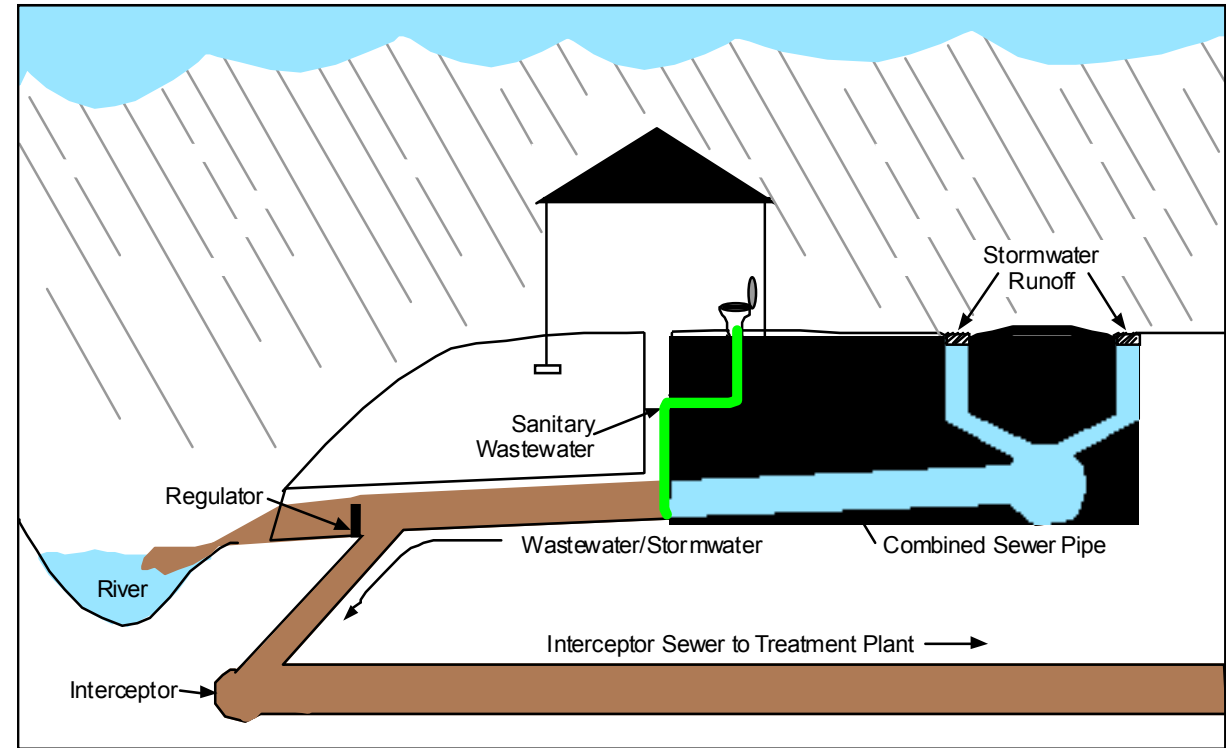 Stormwater
Runoff
Sanitary
Wastewater
Regulator
Wastewater/Stormwater
Combined Sewer Pipe
River
Interceptor Sewer to Treatment Plant
Interceptor